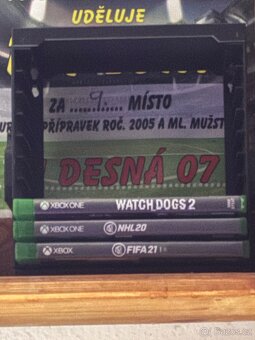 UDĚLUJE
ZA 9. MÍSTO
PŘÍPRAVEK ROČ. 2005 A ML. MUŽST
DESNÁ 07
XBOX ONE WATCH DOGS 2
XBOX ONE NHL 20
XBOX FIFA 21